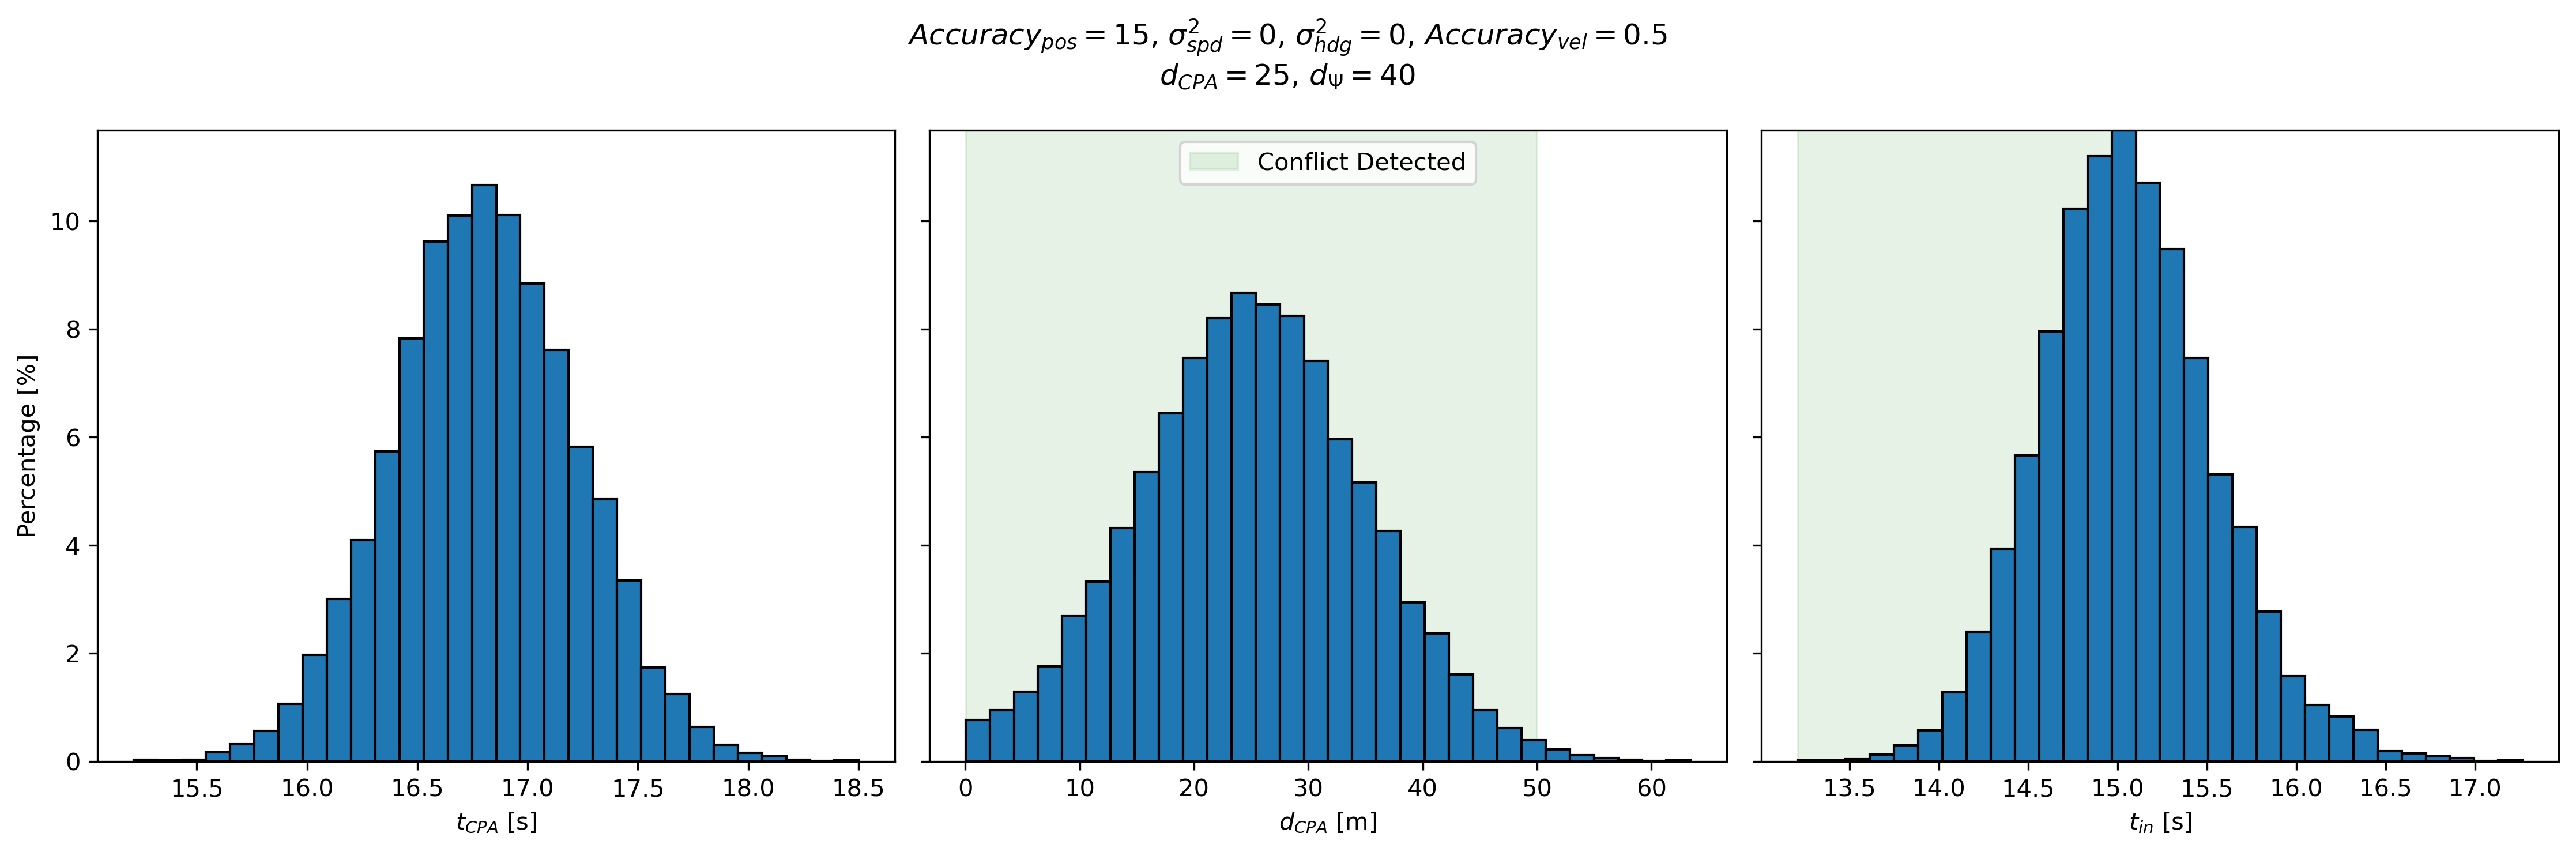 Accuracy_pos = 15, σ²_spd = 0, σ²_hdg = 0, Accuracy_vel = 0.5
d_CPA = 25, d_Ψ = 40
Percentage [%]
10
8
6
4
2
0
15.5 16.0 16.5 17.0 17.5 18.0 18.5
t_CPA [s]
Conflict Detected
0 10 20 30 40 50 60
d_CPA [m]
13.5 14.0 14.5 15.0 15.5 16.0 16.5 17.0
t_in [s]